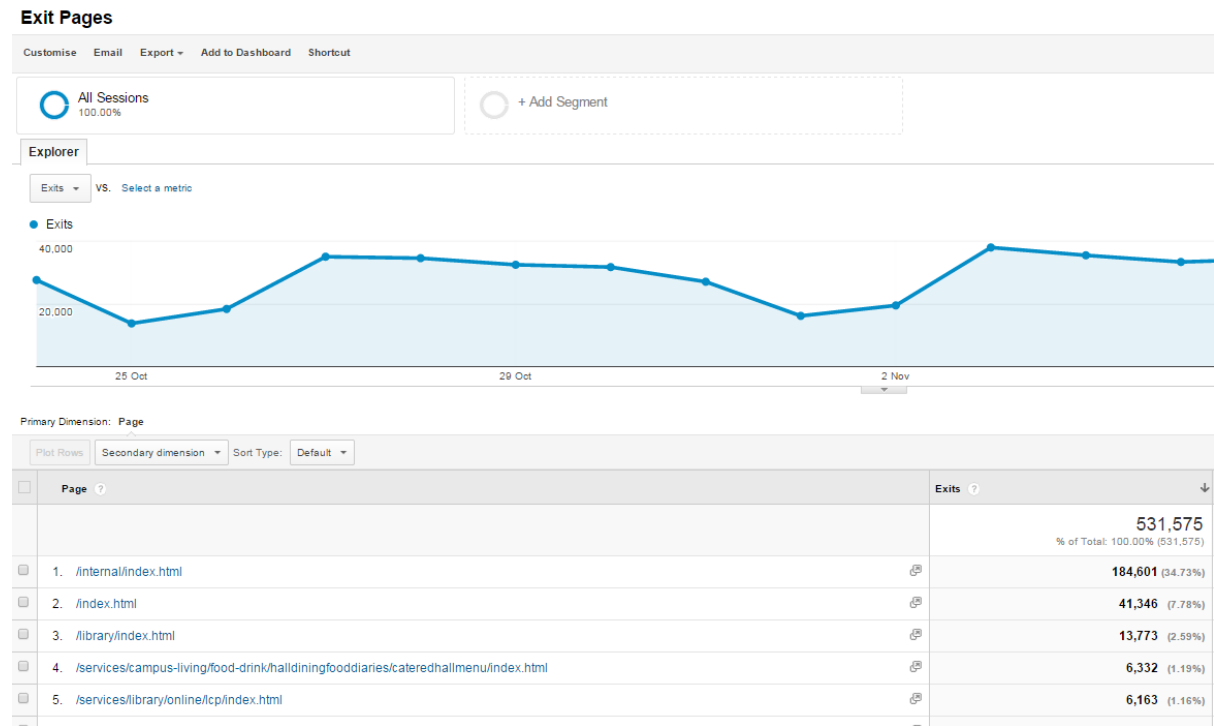 Exit Pages
Customise Email Export Add to Dashboard Shortcut
All Sessions
100.00%
+ Add Segment
Explorer
Exits VS. Select a metric
Exits
40,000
20,000
25 Oct 29 Oct 2 Nov
Primary Dimension: Page
Plot Rows Secondary dimension Sort Type: Default
Page ? Exits ?
531,575
% of Total: 100.00% (531,575)
1. /internal/index.html 184,601 (34.73%)
2. /index.html 41,346 (7.78%)
3. /library/index.html 13,773 (2.59%)
4. /services/campus-living/food-drink/halldiningfooddiaries/cateredhallmenu/index.html 6,332 (1.19%)
5. /services/library/online/lcp/index.html 6,163 (1.16%)